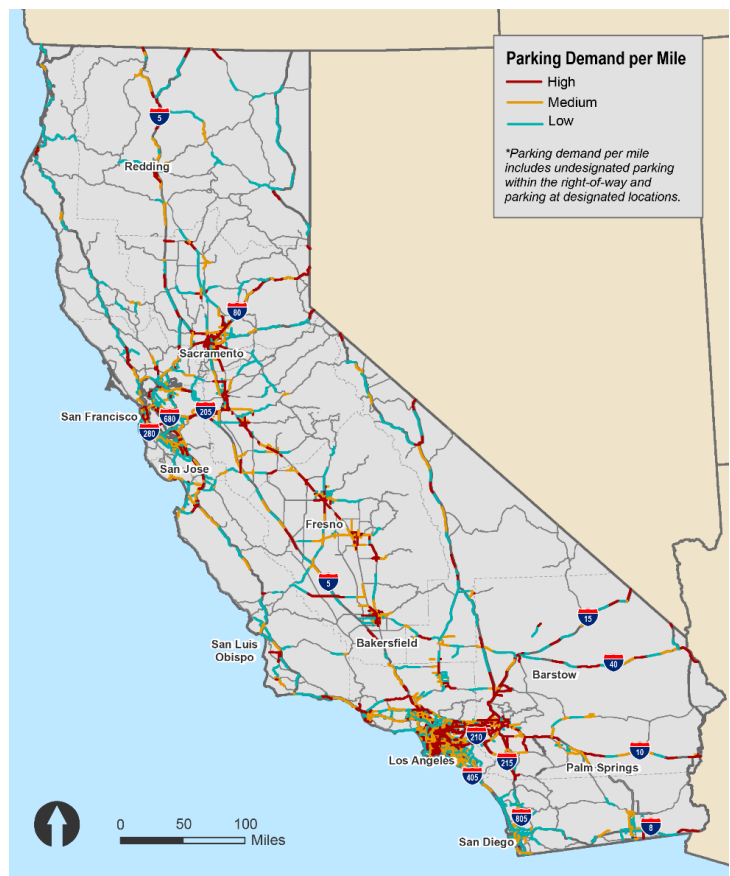 Parking Demand per Mile
High
Medium
Low
*Parking demand per mile
includes undesignated parking
within the right-of-way and
parking at designated locations.
5
Redding
80
Sacramento
San Francisco
680
205
280
San Jose
Fresno
5
15
San Luis
Obispo
Bakersfield
40
Barstow
210
10
Los Angeles
215
Palm Springs
405
805
8
San Diego
0 50 100
Miles